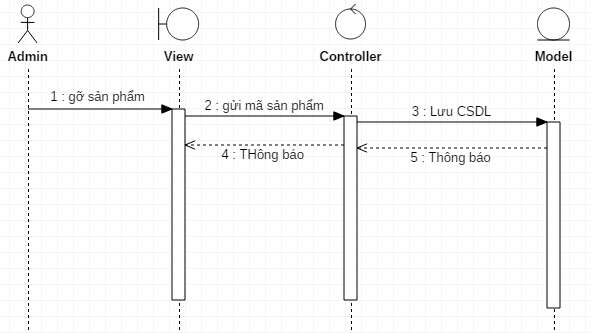 Admin
View
Controller
Model
1 : gỡ sản phẩm
2 : gửi mã sản phẩm
3 : Lưu CSDL
4 : THông báo
5 : Thông báo